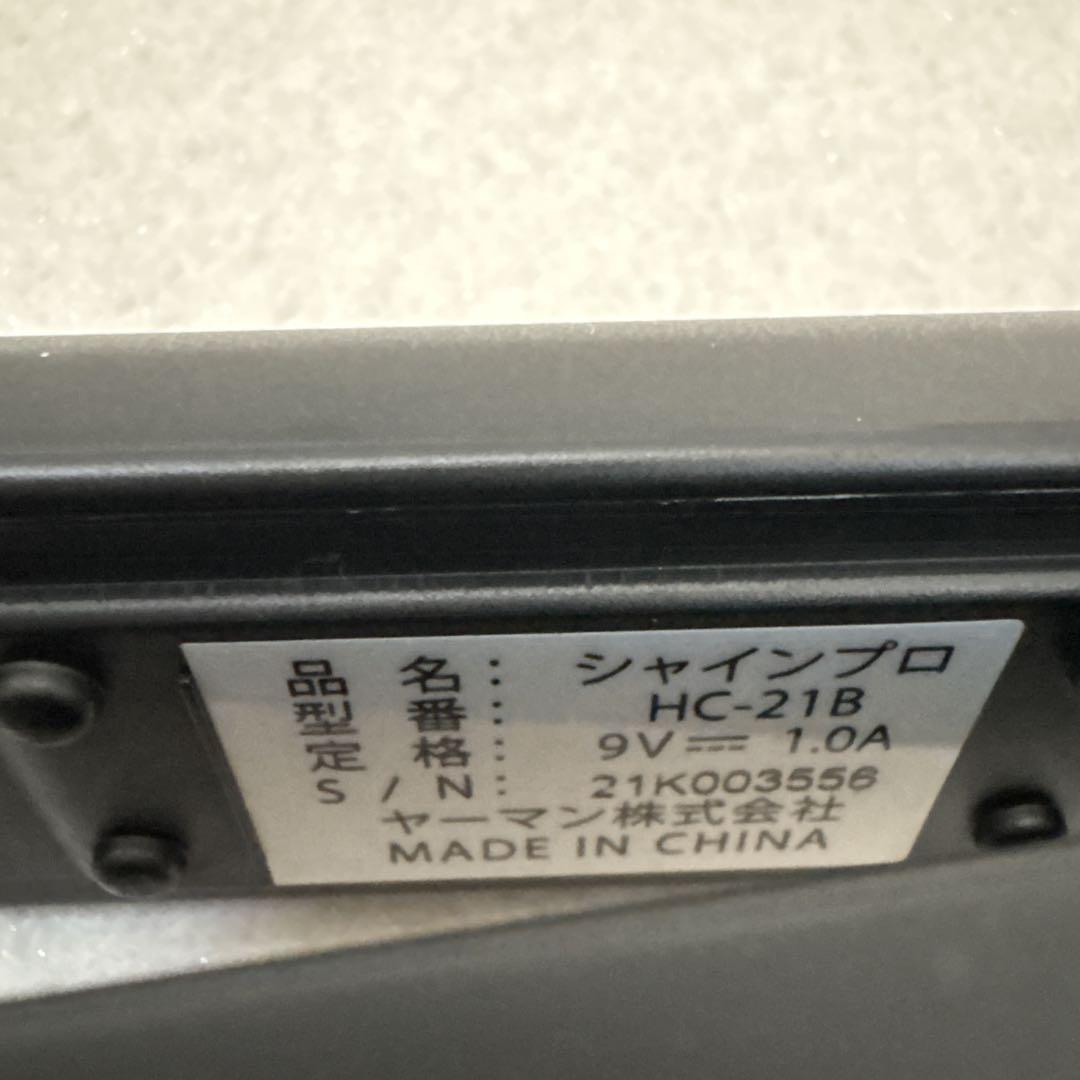 品名：シャインプロ
型番：HC-21B
定格：9V⎓1.0A
S/N：21K003556
ヤーマン株式会社
MADE IN CHINA